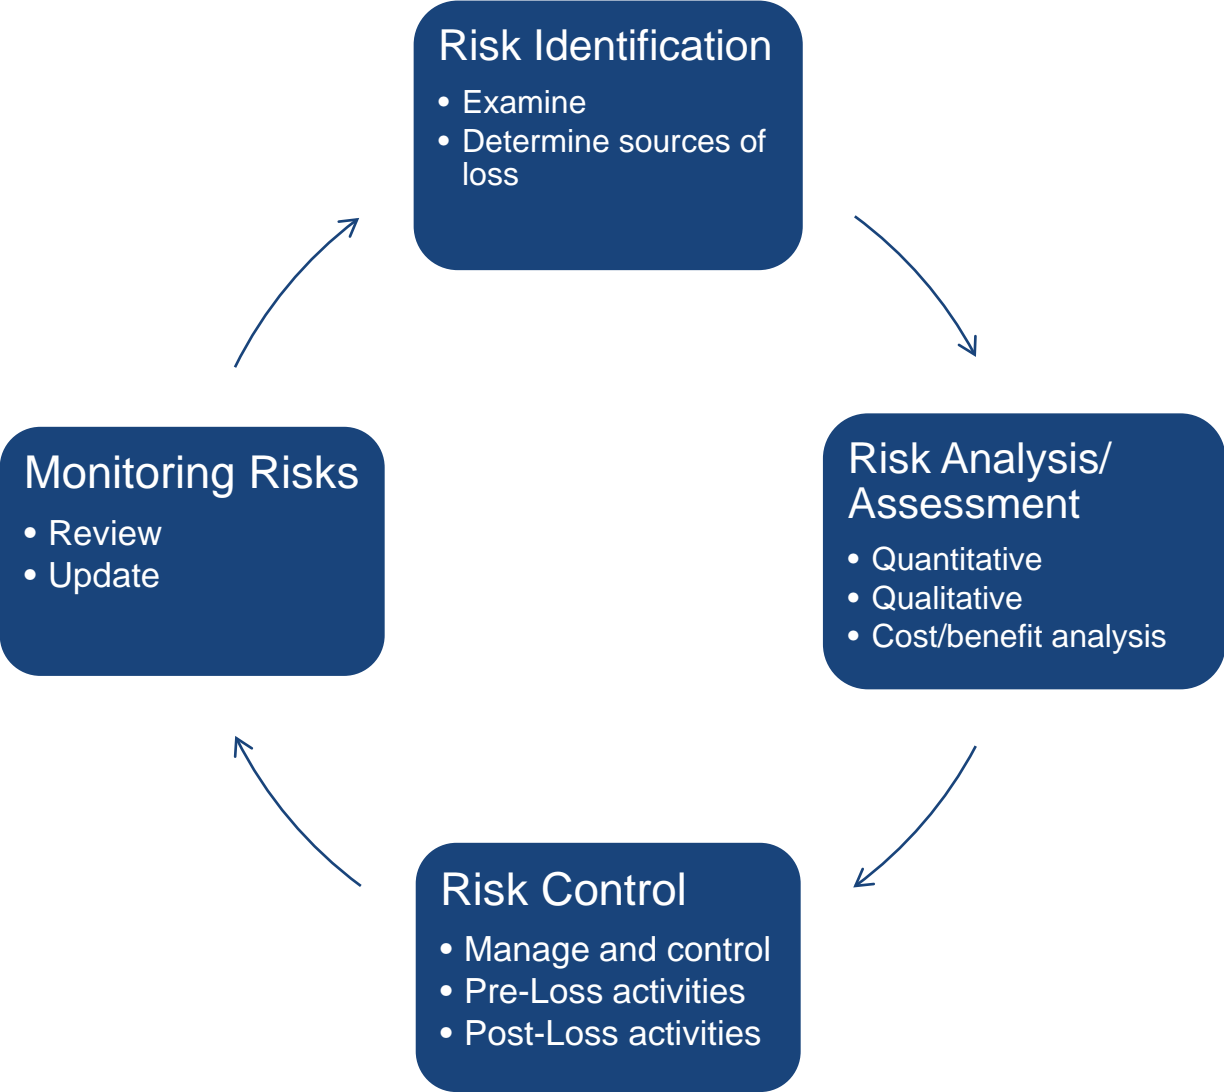 Risk Identification
• Examine
• Determine sources of
loss
Risk Analysis/
Assessment
• Quantitative
• Qualitative
• Cost/benefit analysis
Risk Control
• Manage and control
• Pre-Loss activities
• Post-Loss activities
Monitoring Risks
• Review
• Update